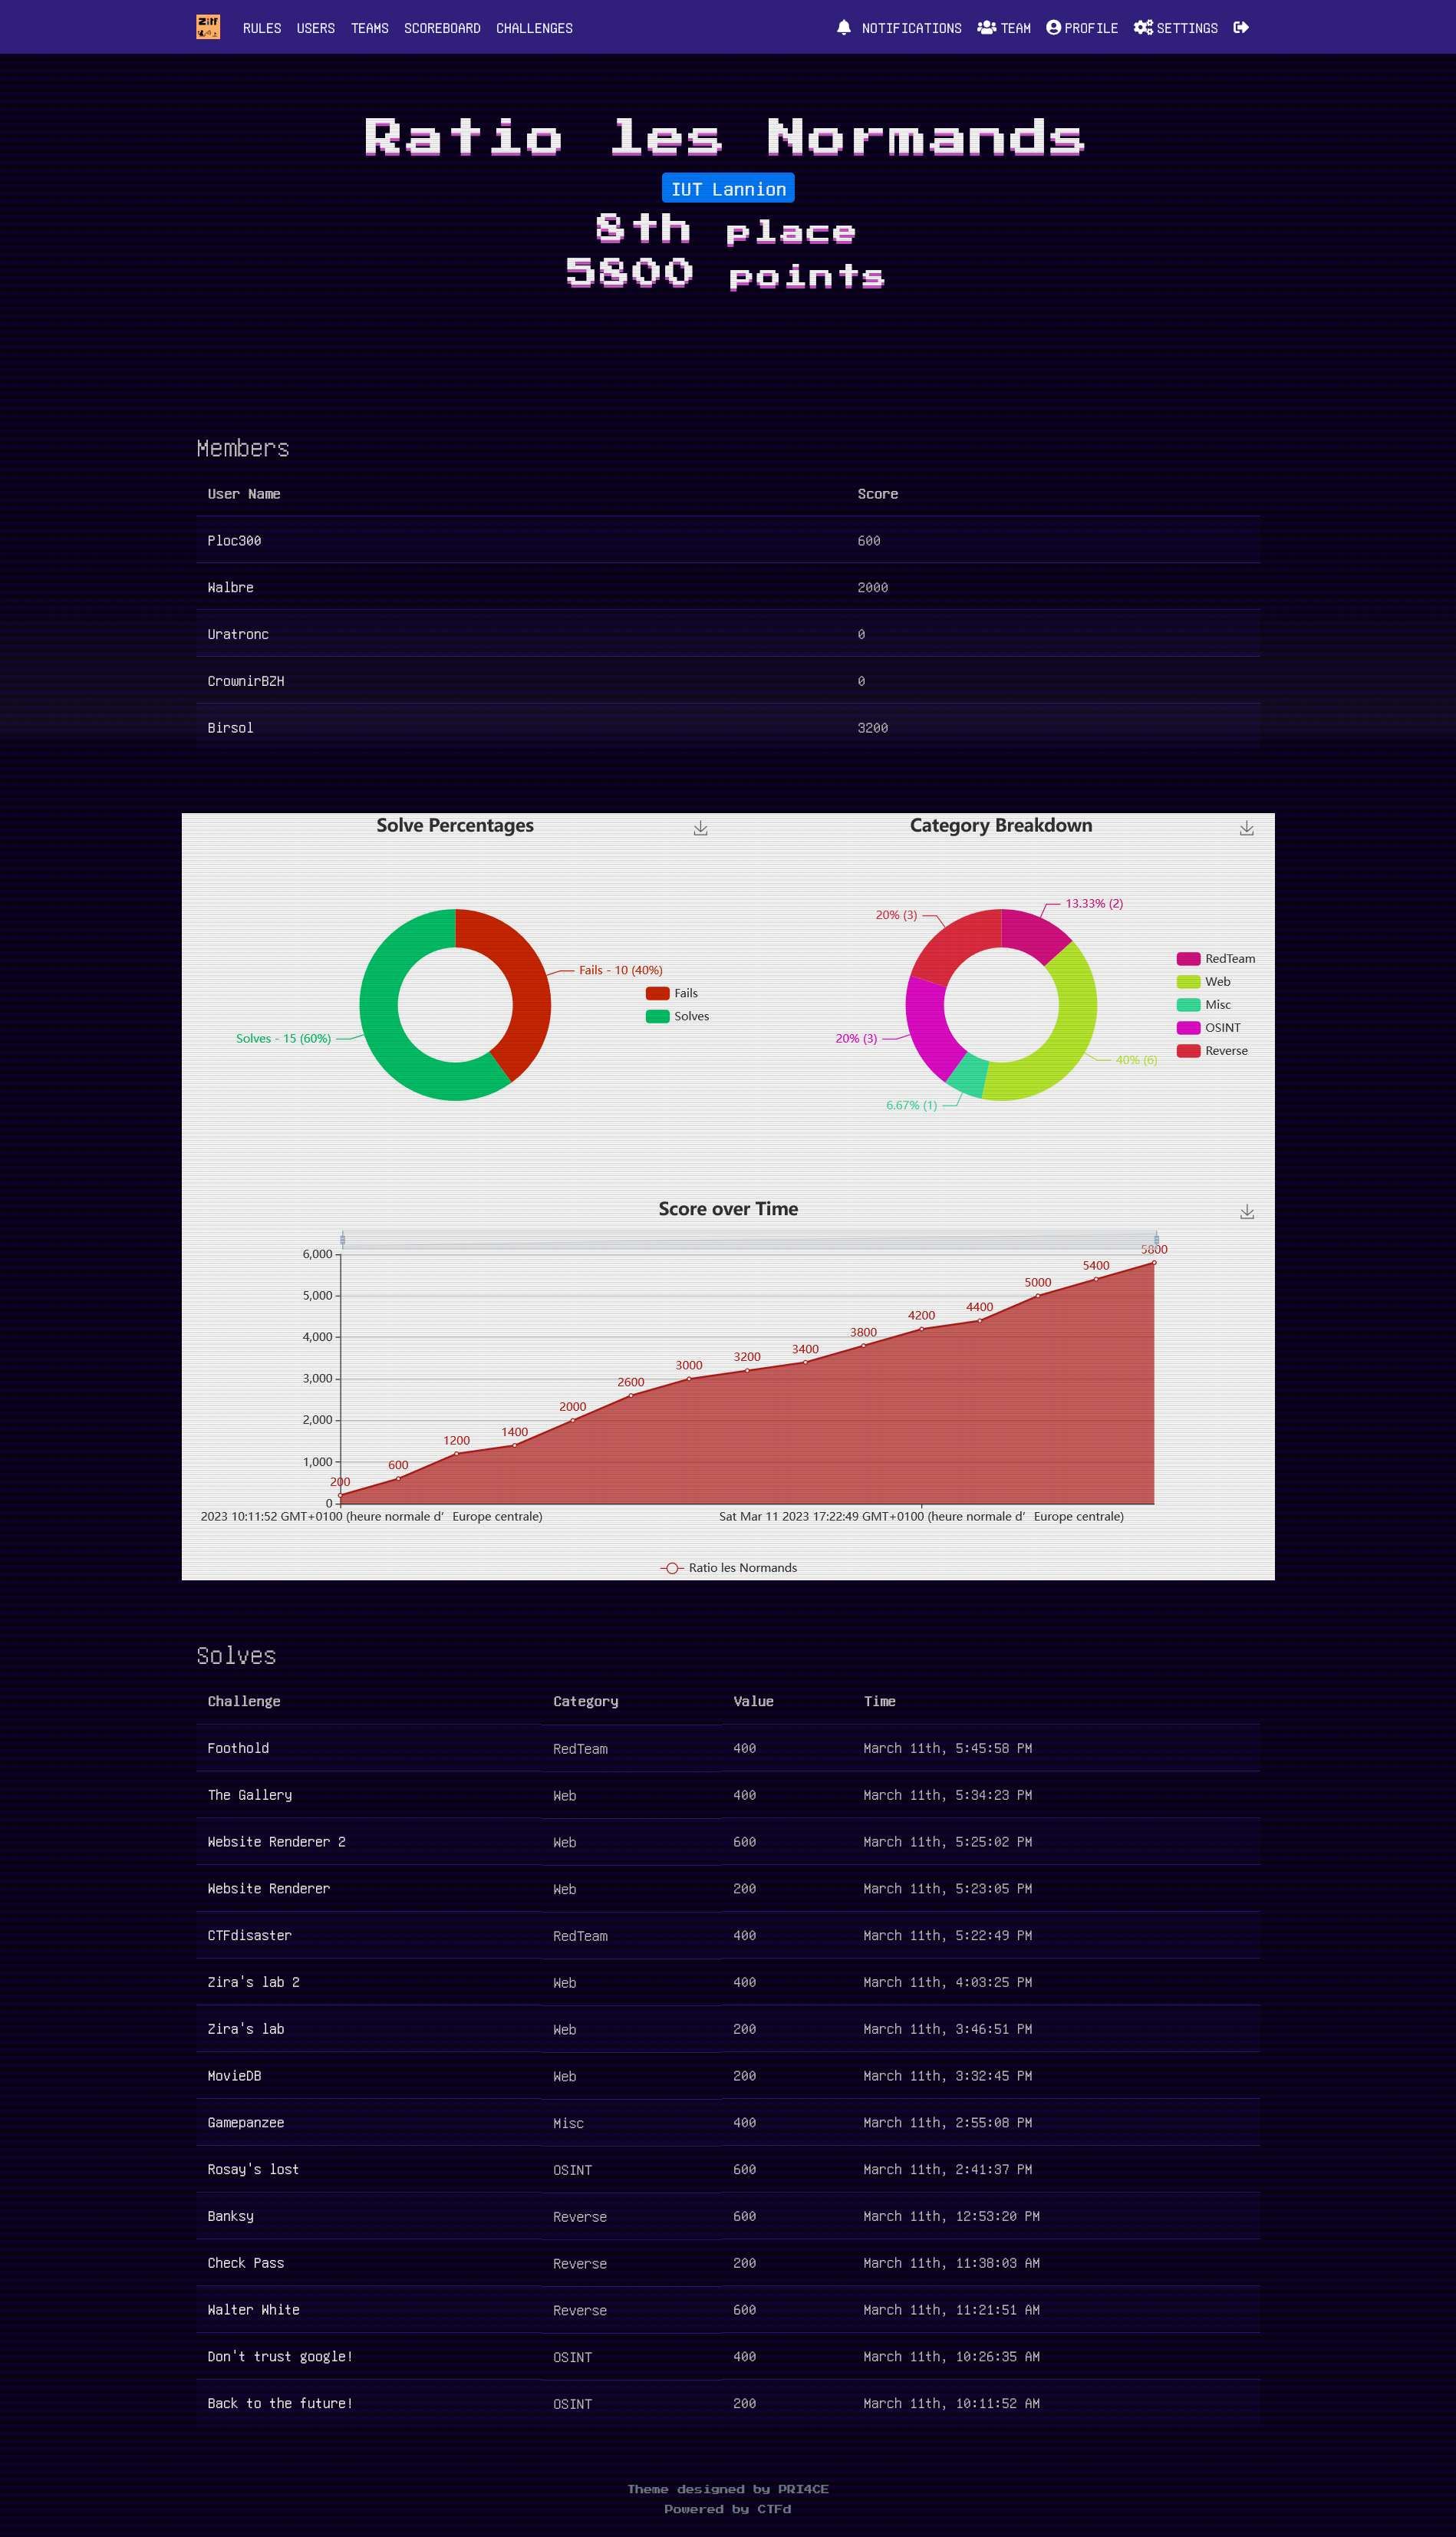 RULES USERS TEAMS SCOREBOARD CHALLENGES NOTIFICATIONS TEAM PROFILE SETTINGS
Ratio les Normands
IUT Lannion
8th place
5800 points
Members
User Name Score
Ploc300 600
Walbre 2000
Uratronc 0
CrownirBZH 0
Birsol 3200
Solve Percentages
Fails - 10 (40%)
Solves - 15 (60%)
Fails
Solves
Category Breakdown
13.33% (2)
20% (3)
20% (3)
40% (6)
6.67% (1)
RedTeam
Web
Misc
OSINT
Reverse
Score over Time
6,000
5,000
4,000
3,000
2,000
1,000
0
200 600 1200 1400 2000 2600 3000 3200 3400 3800 4200 4400 5000 5400 5800
2023 10:11:52 GMT+0100 (heure normale d’Europe centrale) Sat Mar 11 2023 17:22:49 GMT+0100 (heure normale d’Europe centrale)
Ratio les Normands
Solves
Challenge Category Value Time
Foothold RedTeam 400 March 11th, 5:45:58 PM
The Gallery Web 400 March 11th, 5:34:23 PM
Website Renderer 2 Web 600 March 11th, 5:25:02 PM
Website Renderer Web 200 March 11th, 5:23:05 PM
CTFdisaster RedTeam 400 March 11th, 5:22:49 PM
Zira's lab 2 Web 400 March 11th, 4:03:25 PM
Zira's lab Web 200 March 11th, 3:46:51 PM
MovieDB Web 200 March 11th, 3:32:45 PM
Gamepanzee Misc 400 March 11th, 2:55:08 PM
Rosay's lost OSINT 600 March 11th, 2:41:37 PM
Banksy Reverse 600 March 11th, 12:53:20 PM
Check Pass Reverse 200 March 11th, 11:38:03 AM
Walter White Reverse 600 March 11th, 11:21:51 AM
Don't trust google! OSINT 400 March 11th, 10:26:35 AM
Back to the future! OSINT 200 March 11th, 10:11:52 AM
Theme designed by PRI4CE
Powered by CTFd